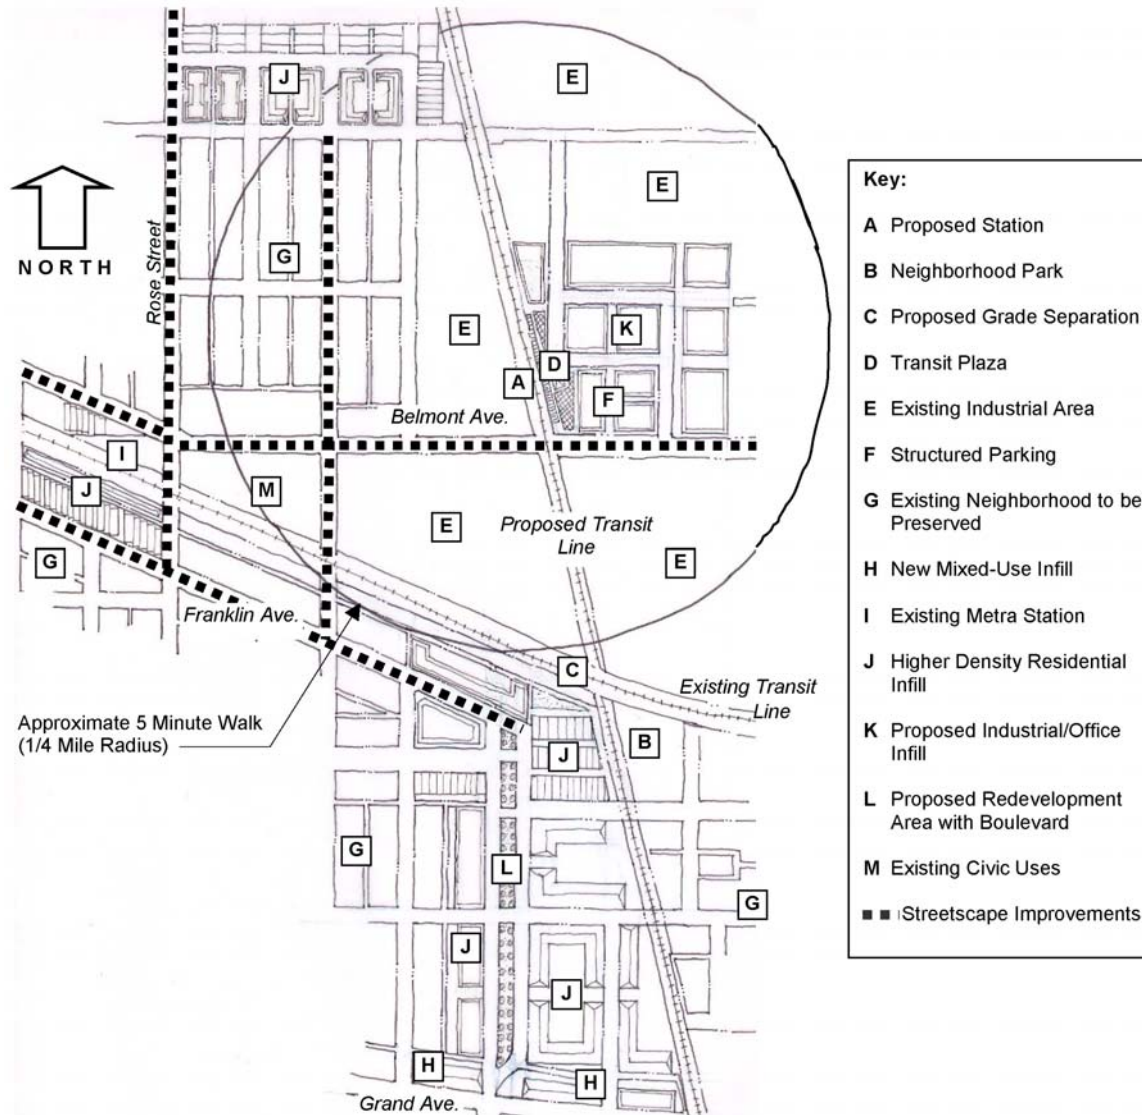 J
E
E
NORTH
Rose Street
G
E
K
A
D
F
Belmont Ave.
I
J
M
E
Proposed Transit
Line
E
G
Franklin Ave.
C
Existing Transit
Line
Approximate 5 Minute Walk
(1/4 Mile Radius)
J
B
G
L
G
J
J
H
H
Grand Ave.
Key:
A Proposed Station
B Neighborhood Park
C Proposed Grade Separation
D Transit Plaza
E Existing Industrial Area
F Structured Parking
G Existing Neighborhood to be
Preserved
H New Mixed-Use Infill
I Existing Metra Station
J Higher Density Residential
Infill
K Proposed Industrial/Office
Infill
L Proposed Redevelopment
Area with Boulevard
M Existing Civic Uses
Streetscape Improvements